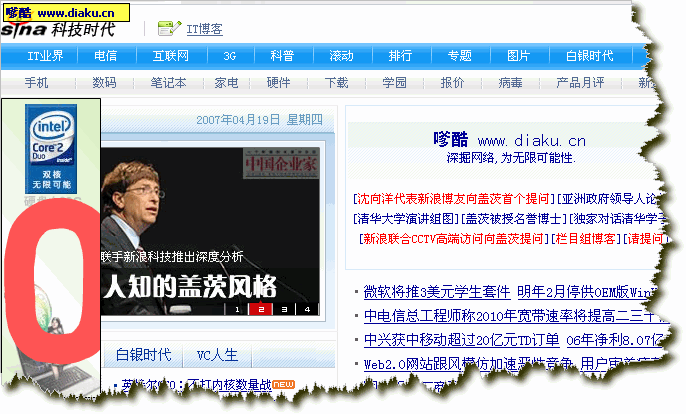 嗲酷 www.diaku.cn
sina 科技时代 IT博客
IT业界 电信 互联网 3G 科普 滚动 排行 专题 图片 白银时代
手机 数码 笔记本 家电 硬件 下载 学园 报价 病毒 产品月评
2007年04月19日 星期四
intel
Core 2
Duo
inside
双核
无限可能
中国企业家
联手新浪科技推出深度分析
人知的盖茨风格
1 2 3 4
白银时代 VC人生
不打内核数量战 NEW
嗲酷 www.diaku.cn
深掘网络,为无限可能.
[沈向洋代表新浪博友向盖茨首个提问][亚洲政府领导人论
[清华大学演讲组图][盖茨被授名誉博士][独家对话清华学
[新浪联合CCTV高端访问向盖茨提问][栏目组博客][请提问
微软将推3美元学生套件 明年2月停供OEM版Win
中电信总工程师称2010年宽带速率将提高二三十
中兴获中移动超过20亿元TD订单 06年净利8.07亿
Web2.0网站跟风模仿加速恶性竞争 用户审美疲